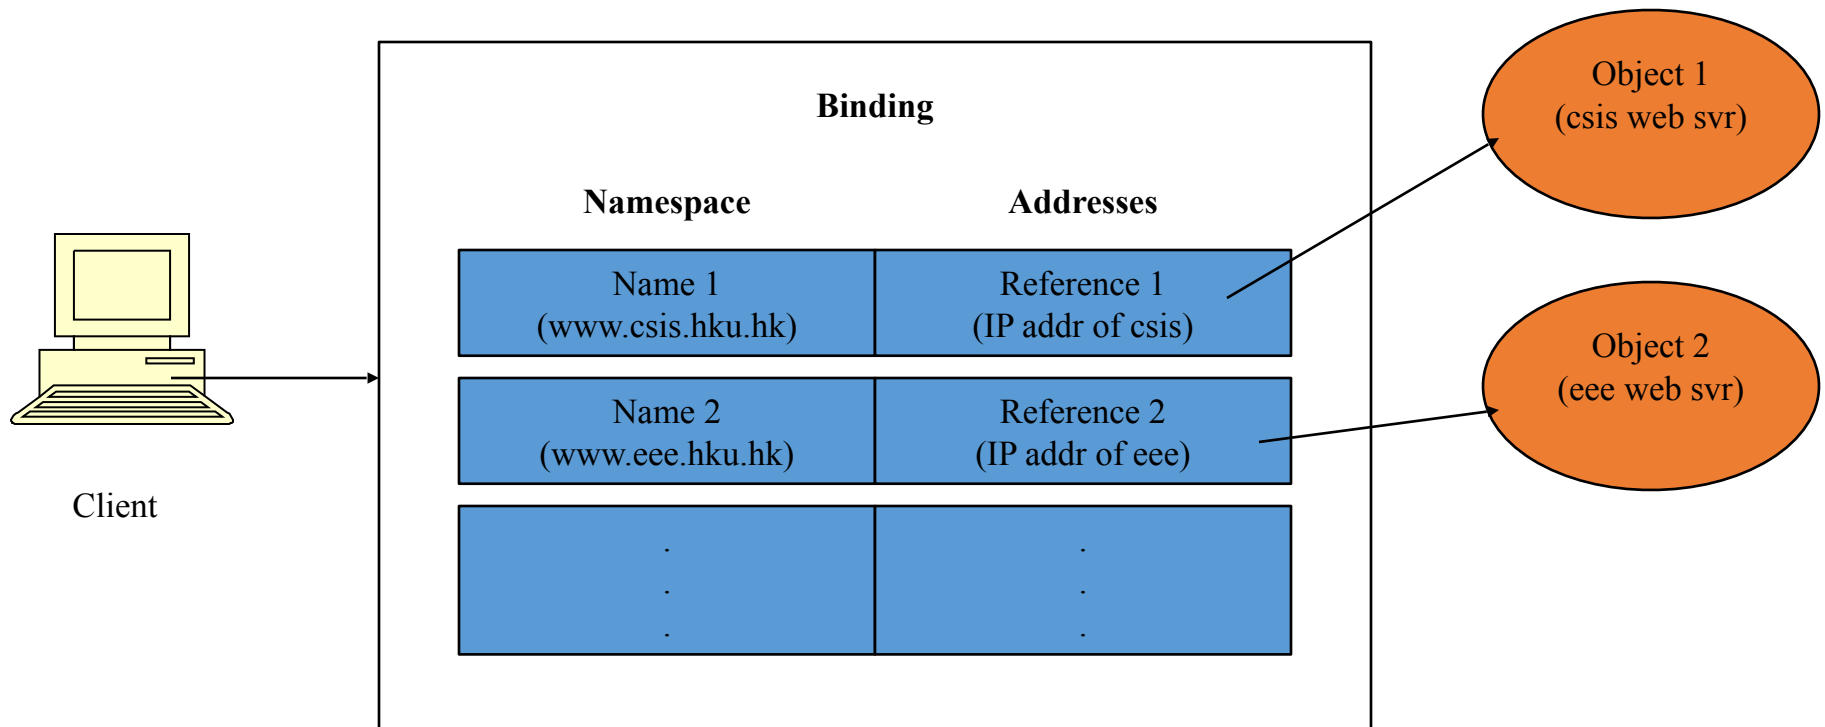 Binding
Namespace
Addresses
Name 1
(www.csis.hku.hk)
Reference 1
(IP addr of csis)
Name 2
(www.eee.hku.hk)
Reference 2
(IP addr of eee)
.
.
.
.
.
.
Object 1
(csis web svr)
Object 2
(eee web svr)
Client